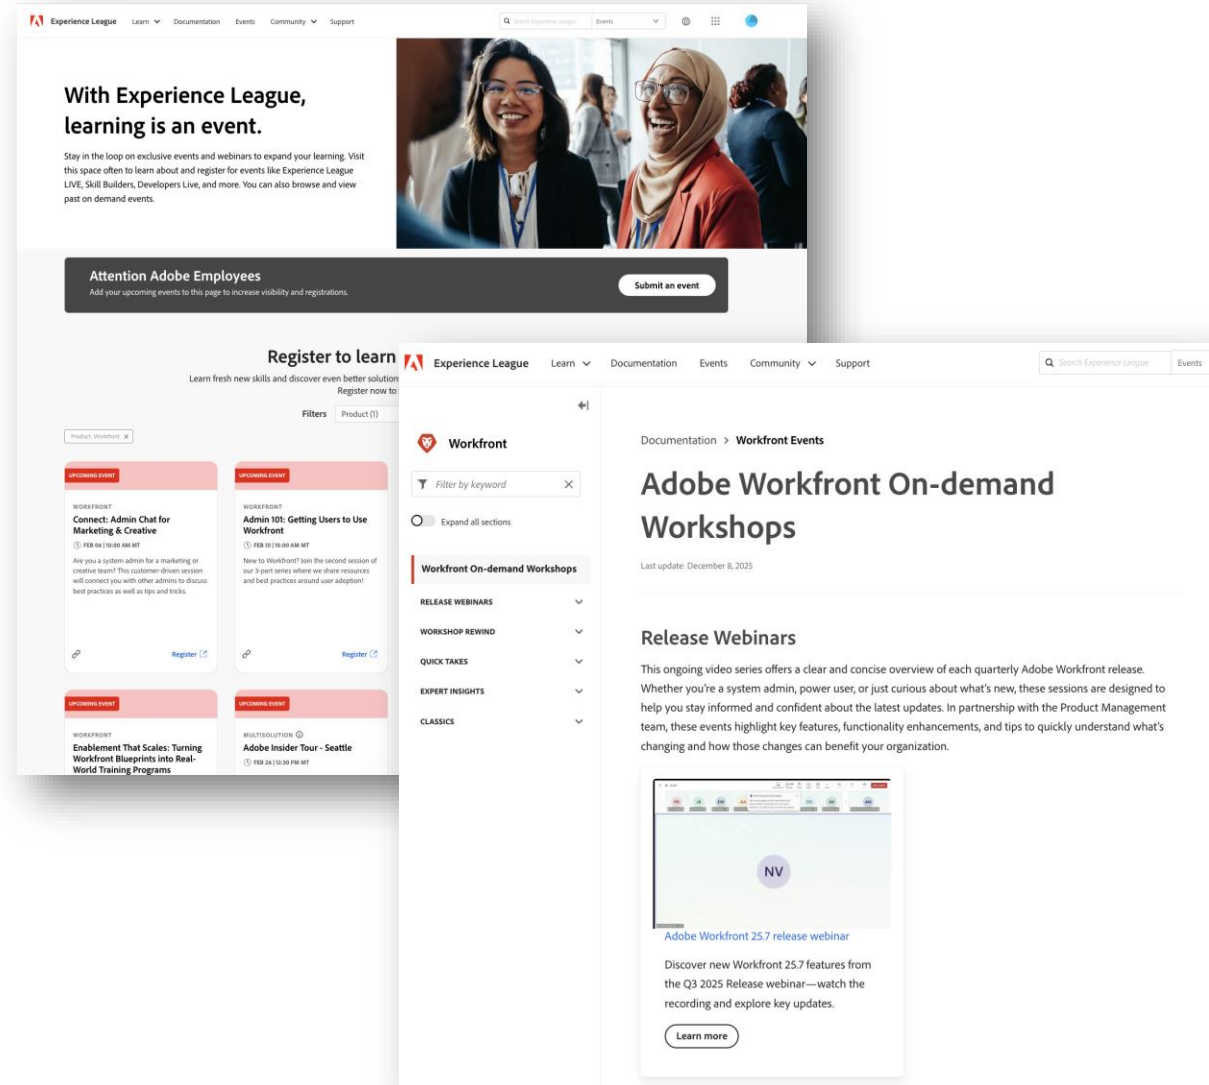 Experience League Learn Documentation Events Community Support Search Experience League Events
With Experience League,
learning is an event.
Stay in the loop on exclusive events and webinars to expand your learning. Visit
this space often to learn about and register for events like Experience League
LIVE, Skill Builders, Developers Live, and more. You can also browse and view
past on demand events.
Attention Adobe Employees
Add your upcoming events to this page to increase visibility and registrations.
Submit an event
Register to learn
Learn fresh new skills and discover even better solution
Register now to
Filters Product (1)
Product: Workfront
UPCOMING EVENT
WORKFRONT
Connect: Admin Chat for
Marketing & Creative
FEB 06 | 10:00 AM MT
Are you a system admin for a marketing or
creative team? This customer-driven session
will connect you with other admins to discuss
best practices as well as tips and tricks.
Register
UPCOMING EVENT
WORKFRONT
Admin 101: Getting Users to Use
Workfront
FEB 10 | 10:00 AM MT
New to Workfront? Join the second session of
our 3-part series where we share resources
and best practices around user adoption!
Register
UPCOMING EVENT
WORKFRONT
Enablement That Scales: Turning
Workfront Blueprints into Real-
World Training Programs
UPCOMING EVENT
MULTISOLUTION
Adobe Insider Tour - Seattle
FEB 26 | 12:30 PM MT
Experience League Learn Documentation Events Community Support Search Experience League Events
Workfront
Filter by keyword
Expand all sections
Workfront On-demand Workshops
RELEASE WEBINARS
WORKSHOP REWIND
QUICK TAKES
EXPERT INSIGHTS
CLASSICS
Documentation > Workfront Events
Adobe Workfront On-demand
Workshops
Last update: December 8, 2025
Release Webinars
This ongoing video series offers a clear and concise overview of each quarterly Adobe Workfront release.
Whether you're a system admin, power user, or just curious about what's new, these sessions are designed to
help you stay informed and confident about the latest updates. In partnership with the Product Management
team, these events highlight key features, functionality enhancements, and tips to quickly understand what's
changing and how those changes can benefit your organization.
NV
Adobe Workfront 25.7 release webinar
Discover new Workfront 25.7 features from
the Q3 2025 Release webinar—watch the
recording and explore key updates.
Learn more